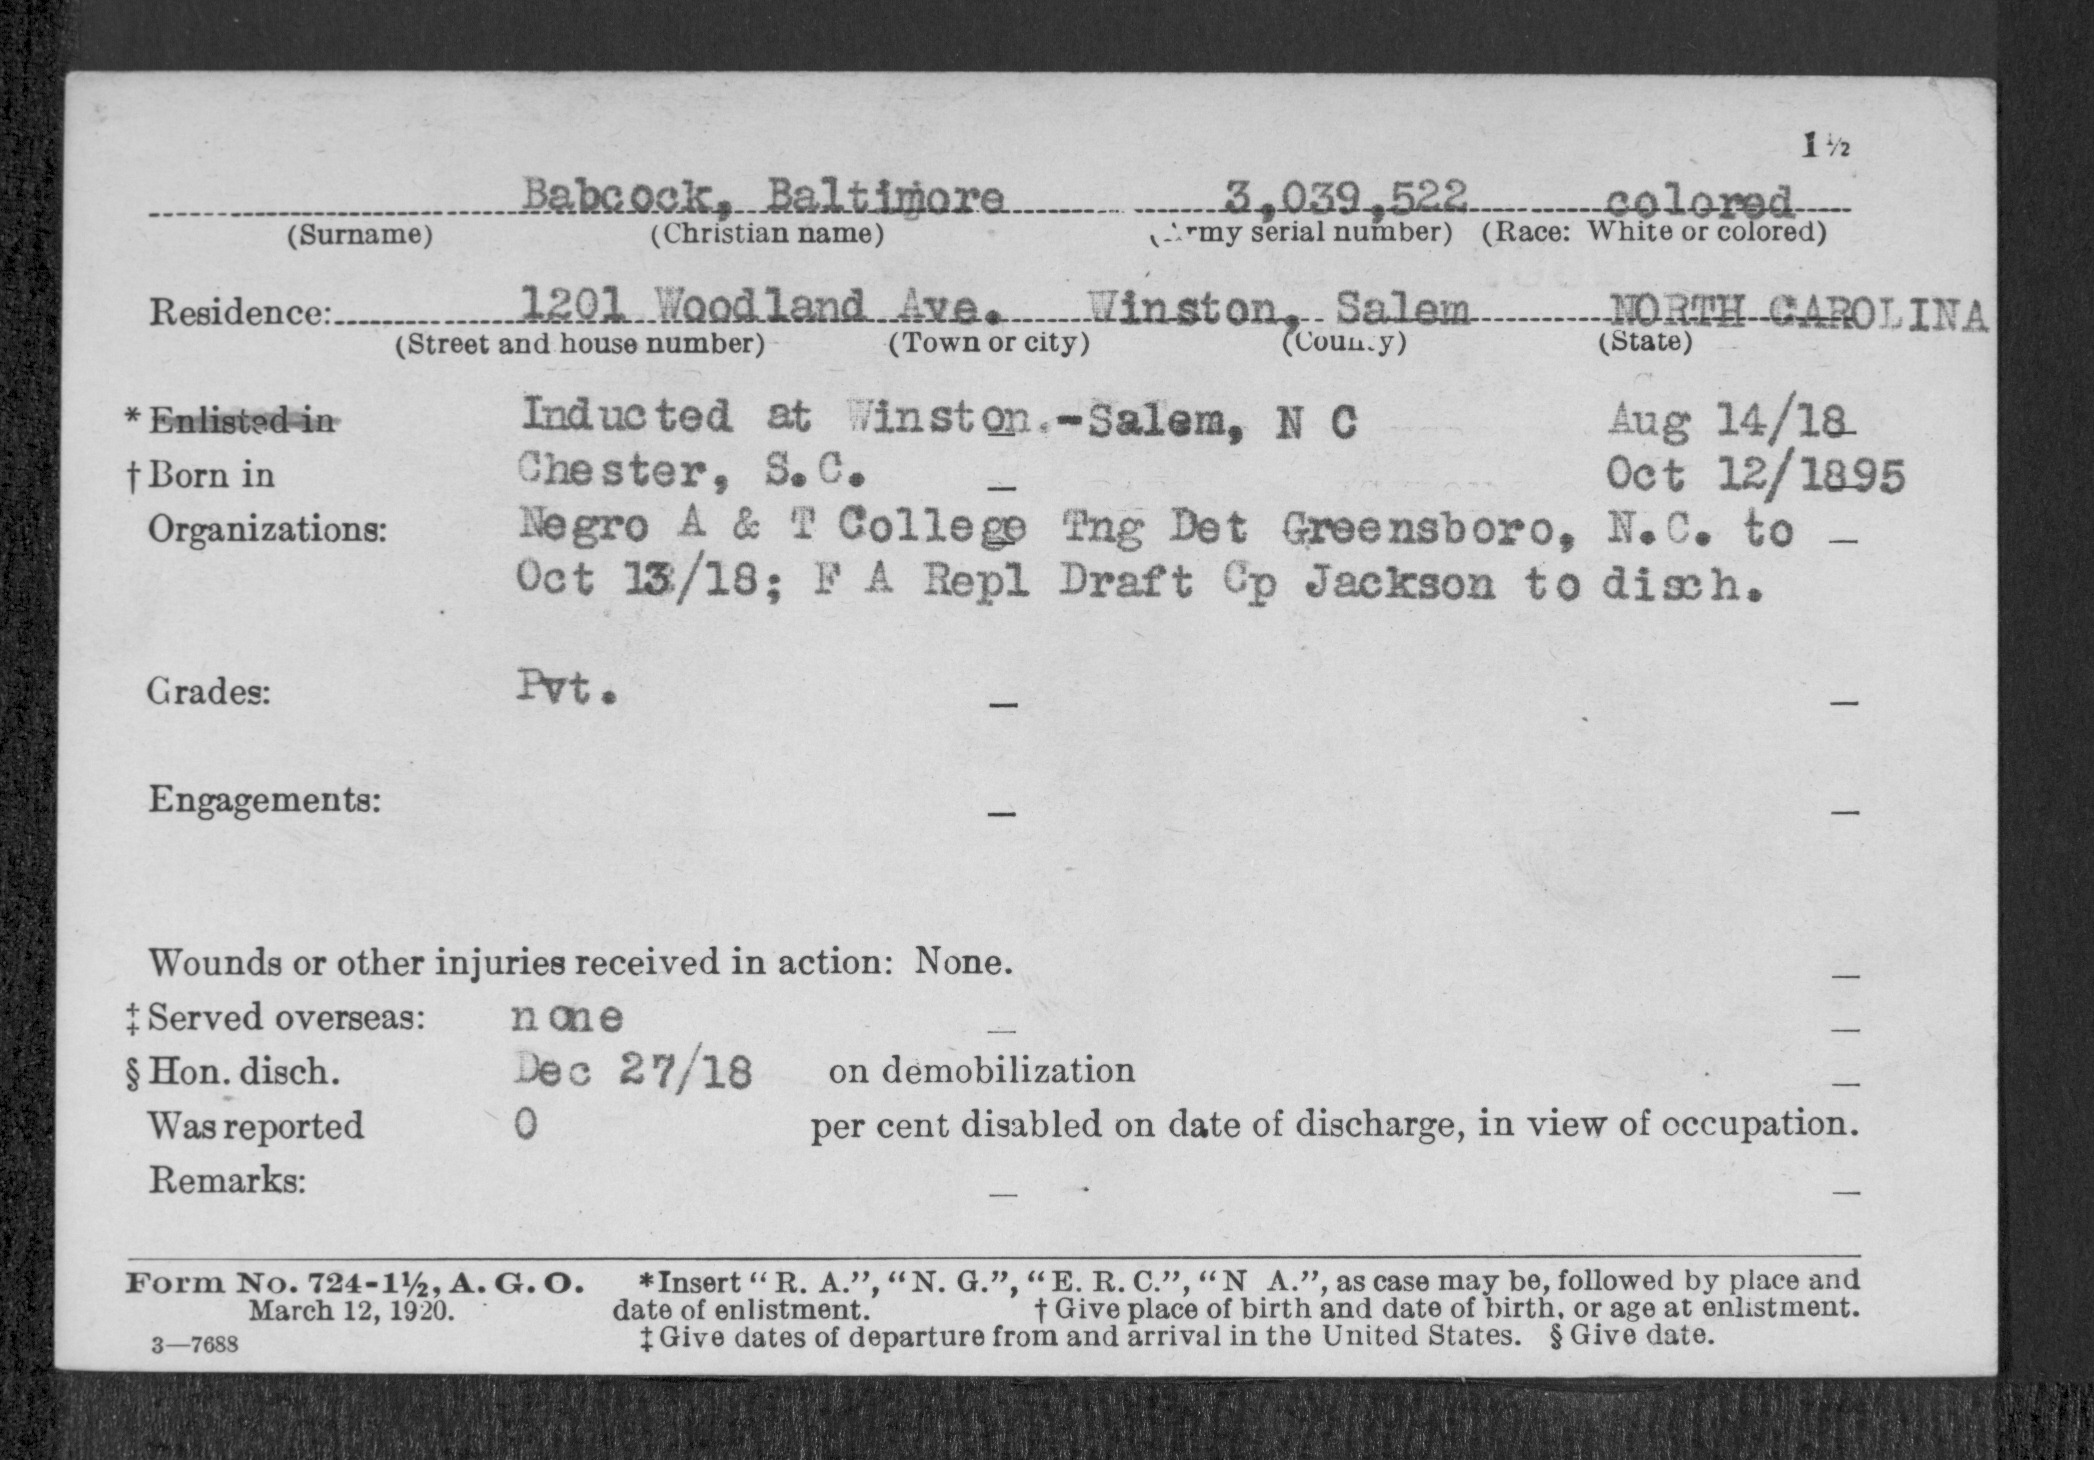 1 ½
Babcock, Baltimore 3,039,522 colored
(Surname) (Christian name) (Army serial number) (Race: White or colored)
Residence: 1201 Woodland Ave. Winston, Salem NORTH CAROLINA
(Street and house number) (Town or city) (County) (State)
* Enlisted in Inducted at Winston.-Salem, N C Aug 14/18
† Born in Chester, S.C. Oct 12/1895
Organizations: Negro A & T College Tng Det Greensboro, N.C. to
Oct 13/18; F A Repl Draft Cp Jackson to disch.
Grades: Pvt.
Engagements:
Wounds or other injuries received in action: None.
‡ Served overseas: none
§ Hon. disch. Dec 27/18 on demobilization
Was reported 0 per cent disabled on date of discharge, in view of occupation.
Remarks:
Form No. 724-1½, A. G. O. *Insert "R. A.", "N. G.", "E. R. C.", "N A.", as case may be, followed by place and
March 12, 1920. date of enlistment. † Give place of birth and date of birth, or age at enlistment.
3—7688 ‡ Give dates of departure from and arrival in the United States. § Give date.